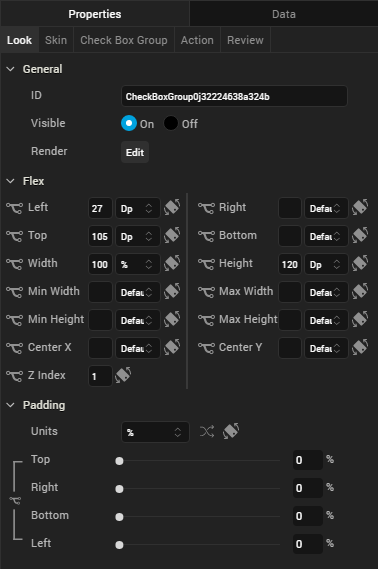 Properties Data
Look Skin Check Box Group Action Review
General
ID CheckBoxGroup0j32224638a324b
Visible On Off
Render Edit
Flex
Left 27 Dp Right Defau
Top 105 Dp Bottom Defau
Width 100 % Height 120 Dp
Min Width Defau Max Width Defau
Min Height Defau Max Height Defau
Center X Defau Center Y Defau
Z Index 1
Padding
Units %
Top 0 %
Right 0 %
Bottom 0 %
Left 0 %